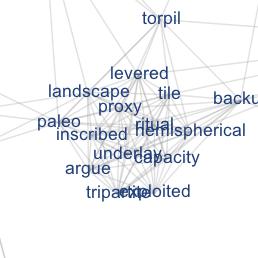 torpil
levered
landscape
tile
proxy
backu
paleo
ritual
inscribed
hemispherical
underlay
capacity
argue
tripartite
exploited